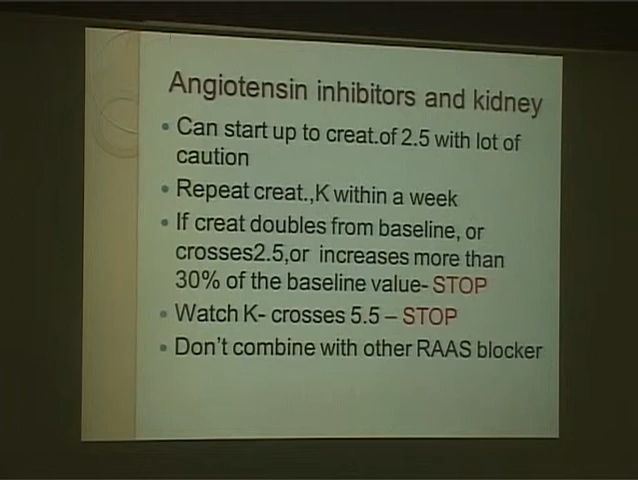 Angiotensin inhibitors and kidney
• Can start up to creat.of 2.5 with lot of
caution
• Repeat creat.,K within a week
• If creat doubles from baseline, or
crosses2.5,or increases more than
30% of the baseline value- STOP
• Watch K- crosses 5.5 – STOP
• Don't combine with other RAAS blocker